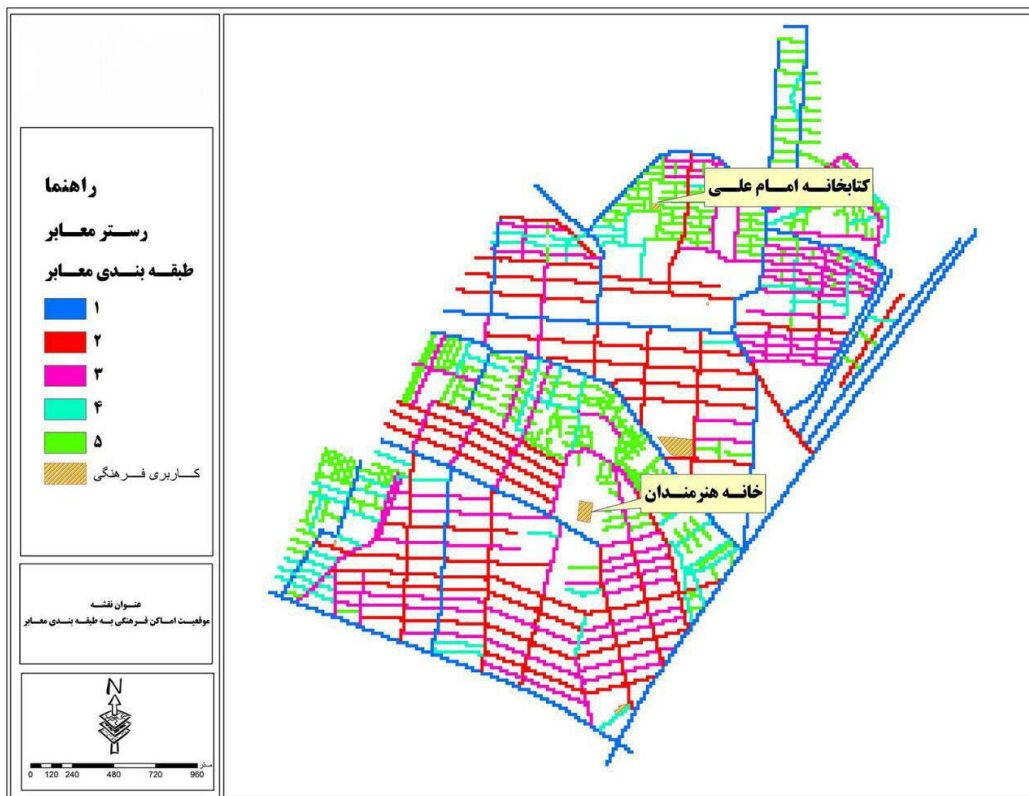 راهنما
رستر معابر
طبقه بندی معابر
۱
۲
۳
۴
۵
کاربری فرهنگی
عنوان نقشه
موقعیت اماکن فرهنگی به طبقه بندی معابر
N
متر
0 120 240 480 720 960
کتابخانه امام علی
خانه هنرمندان